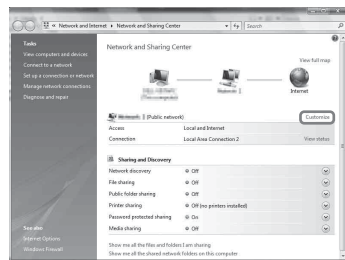 « Network and Internet ▸ Network and Sharing Center
Search
Tasks
View computers and devices
Connect to a network
Set up a connection or network
Manage network connections
Diagnose and repair
See also
Internet Options
Windows Firewall
Network and Sharing Center
View full map
Internet
(Public network)
Customize
Access Local and Internet
Connection Local Area Connection 2 View status
Sharing and Discovery
Network discovery Off
File sharing Off
Public folder sharing Off
Printer sharing Off (no printers installed)
Password protected sharing On
Media sharing Off
Show me all the files and folders I am sharing
Show me all the shared network folders on this computer